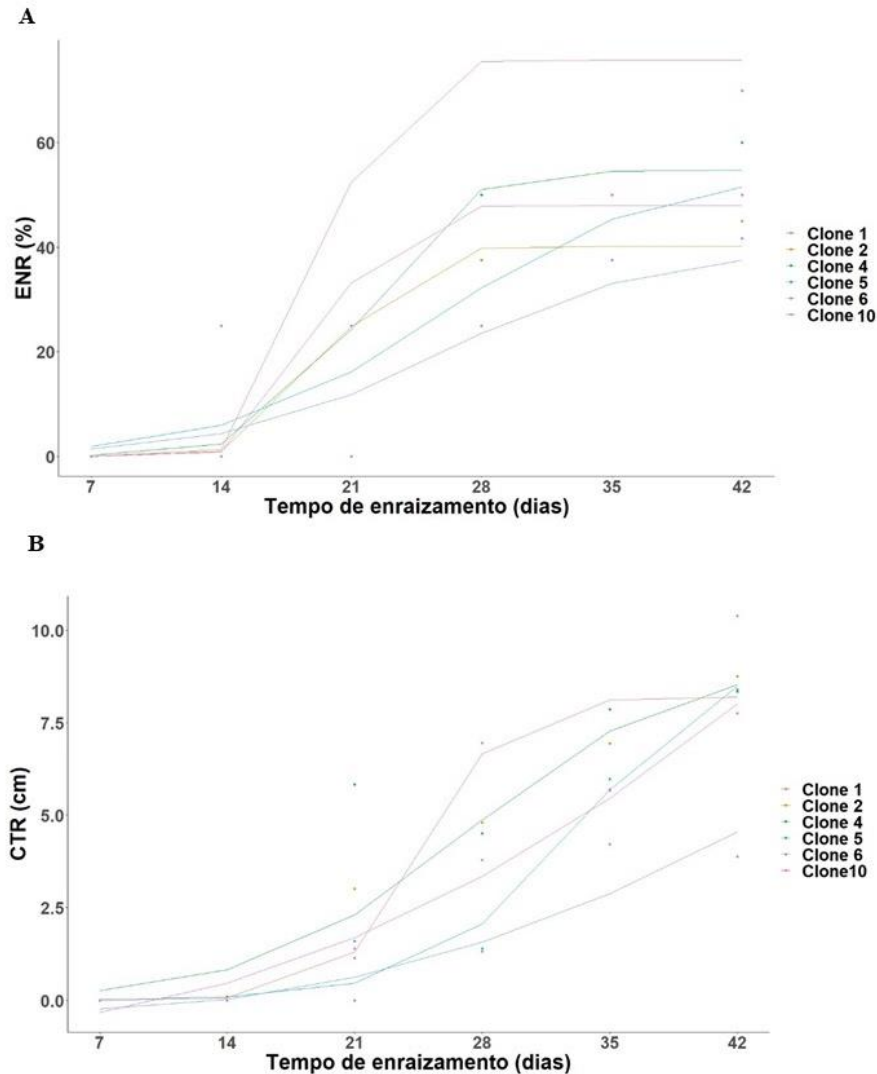 A
60
40
20
0
ENR (%)
7 14 21 28 35 42
Tempo de enraizamento (dias)
Clone 1
Clone 2
Clone 4
Clone 5
Clone 6
Clone 10
B
10.0
7.5
5.0
2.5
0.0
CTR (cm)
7 14 21 28 35 42
Tempo de enraizamento (dias)
Clone 1
Clone 2
Clone 4
Clone 5
Clone 6
Clone10